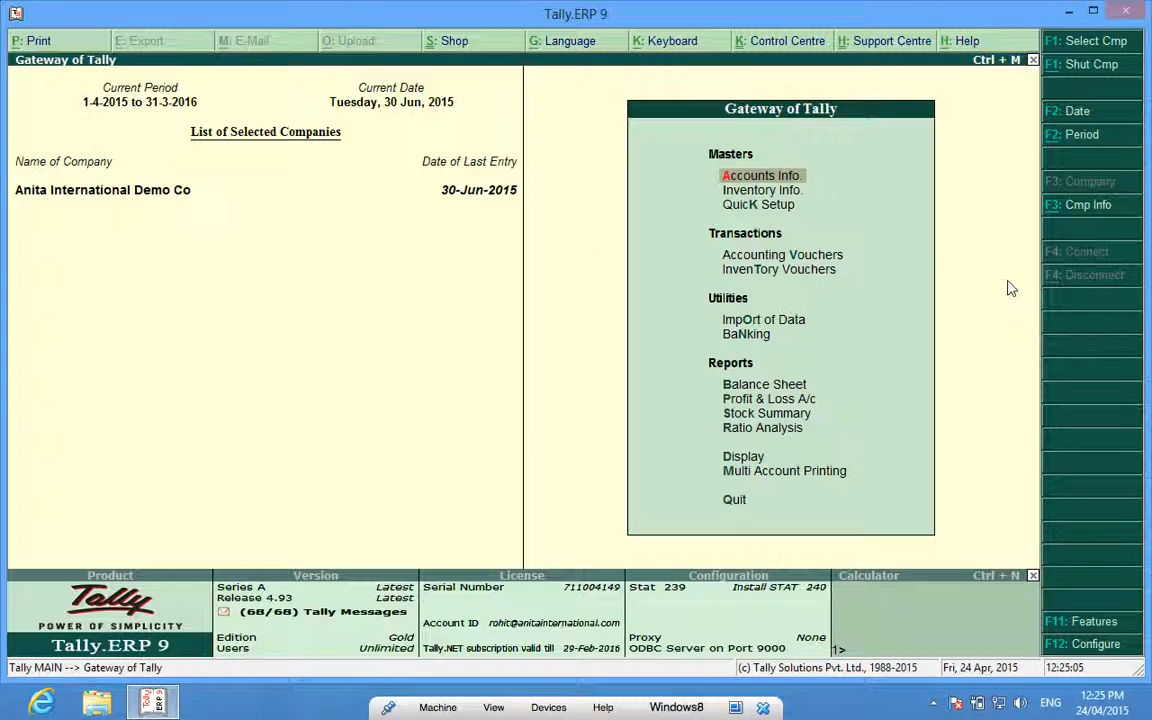 Tally.ERP 9
P: Print
E: Export
M: E-Mail
O: Upload
S: Shop
G: Language
K: Keyboard
K: Control Centre
H: Support Centre
H: Help
Gateway of Tally
Ctrl + M
Current Period
1-4-2015 to 31-3-2016
Current Date
Tuesday, 30 Jun, 2015
List of Selected Companies
Name of Company
Date of Last Entry
Anita International Demo Co
30-Jun-2015
Gateway of Tally
Masters
Accounts Info.
Inventory Info.
QuicK Setup
Transactions
Accounting Vouchers
InvenTory Vouchers
Utilities
ImpOrt of Data
BaNking
Reports
Balance Sheet
Profit & Loss A/c
Stock Summary
Ratio Analysis
Display
Multi Account Printing
Quit
F1: Select Cmp
F1: Shut Cmp
F2: Date
F2: Period
F3: Company
F3: Cmp Info
F4: Connect
F4: Disconnect
F11: Features
F12: Configure
Product
Tally
POWER OF SIMPLICITY
Tally.ERP 9
Version
Series A Latest
Release 4.93 Latest
(68/68) Tally Messages
Edition Gold
Users Unlimited
License
Serial Number 711004149
Account ID rohit@anitainternational.com
Tally.NET subscription valid till 29-Feb-2016
Configuration
Stat 239 Install STAT 240
Proxy None
ODBC Server on Port 9000
Calculator
Ctrl + N
1>
Tally MAIN --> Gateway of Tally
(c) Tally Solutions Pvt. Ltd., 1988-2015
Fri, 24 Apr, 2015
12:25:05
Tally
ERP 9
Machine
View
Devices
Help
Windows8
ENG
12:25 PM
24/04/2015